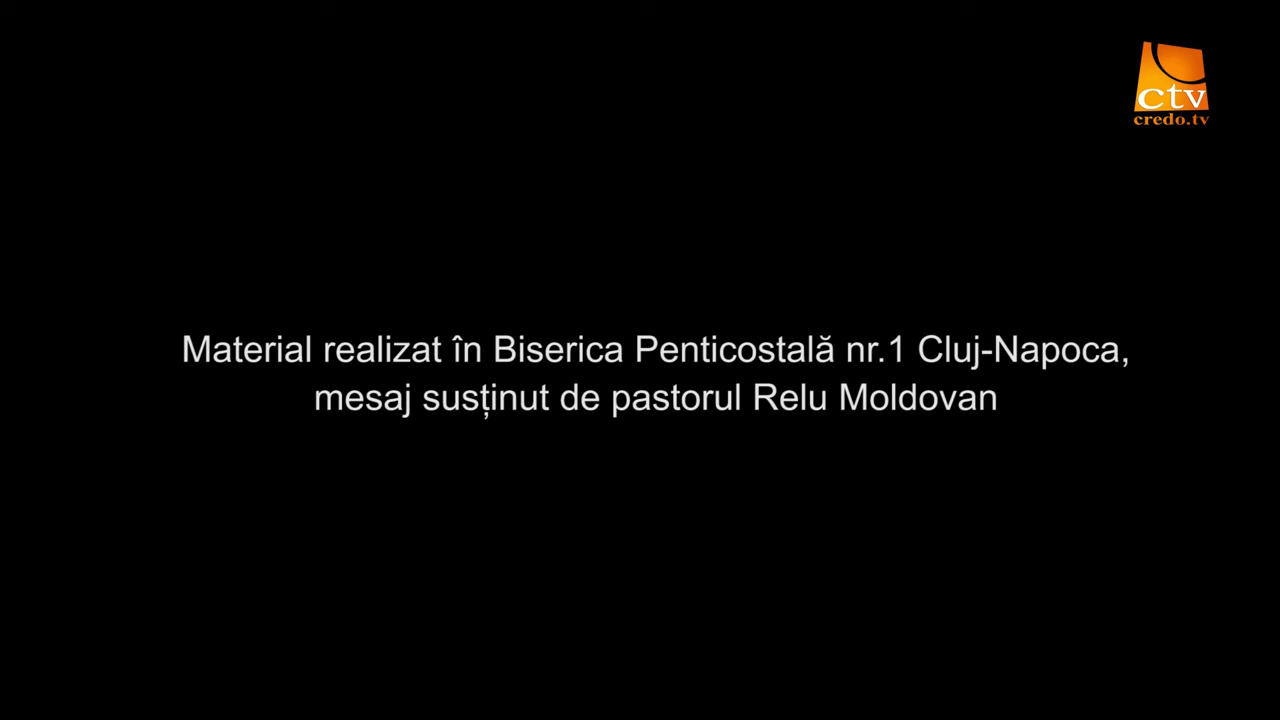 ctv
credo.tv
Material realizat în Biserica Penticostală nr.1 Cluj-Napoca,
mesaj susținut de pastorul Relu Moldovan